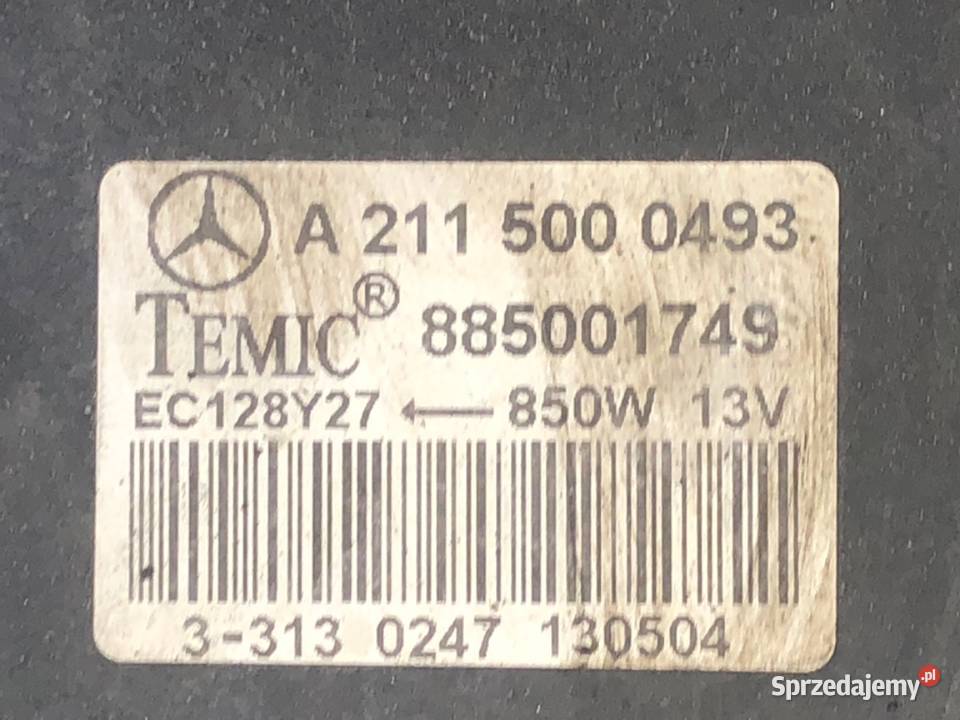 A 211 500 0493
TEMIC® 885001749
EC128Y27 ← 850W 13V
3-313 0247 130504
Sprzedajemy.pl